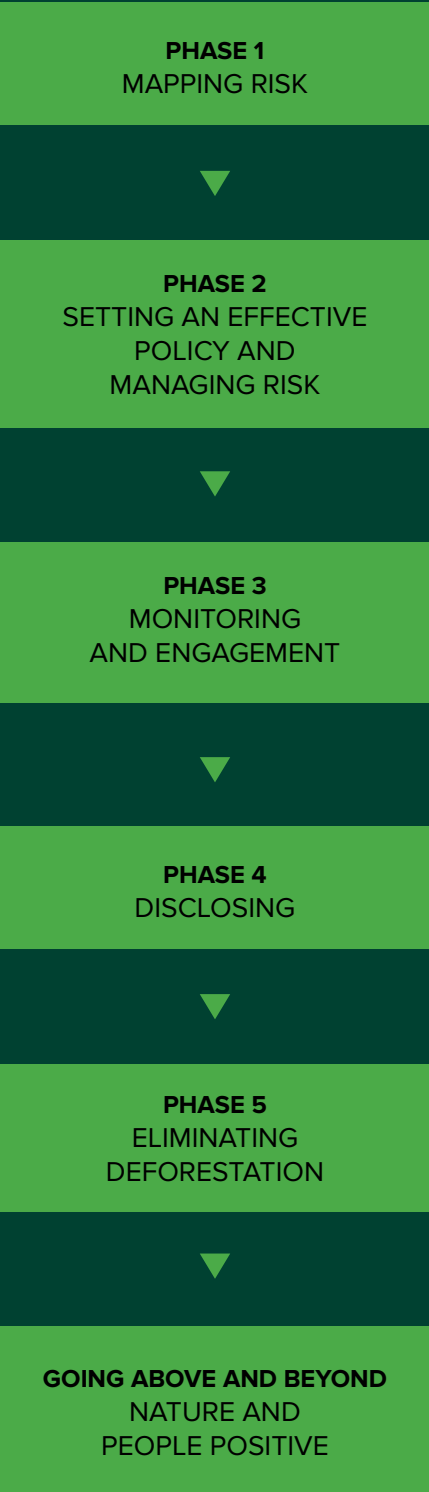 PHASE 1
MAPPING RISK
PHASE 2
SETTING AN EFFECTIVE
POLICY AND
MANAGING RISK
PHASE 3
MONITORING
AND ENGAGEMENT
PHASE 4
DISCLOSING
PHASE 5
ELIMINATING
DEFORESTATION
GOING ABOVE AND BEYOND
NATURE AND
PEOPLE POSITIVE